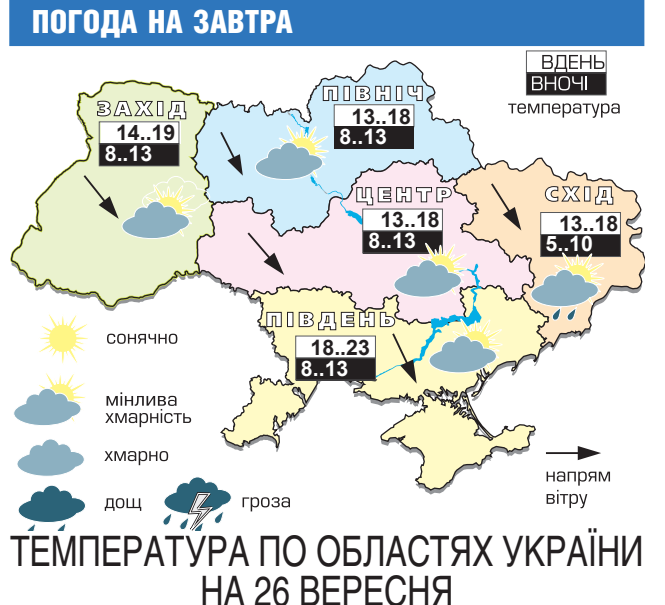 ПОГОДА НА ЗАВТРА
ВДЕНЬ
ВНОЧІ
температура
ЗАХІД
14..19
8..13
ПІВНІЧ
13..18
8..13
ЦЕНТР
13..18
8..13
СХІД
13..18
5..10
ПІВДЕНЬ
18..23
8..13
сонячно
мінлива
хмарність
хмарно
дощ
гроза
напрям
вітру
ТЕМПЕРАТУРА ПО ОБЛАСТЯХ УКРАЇНИ
НА 26 ВЕРЕСНЯ